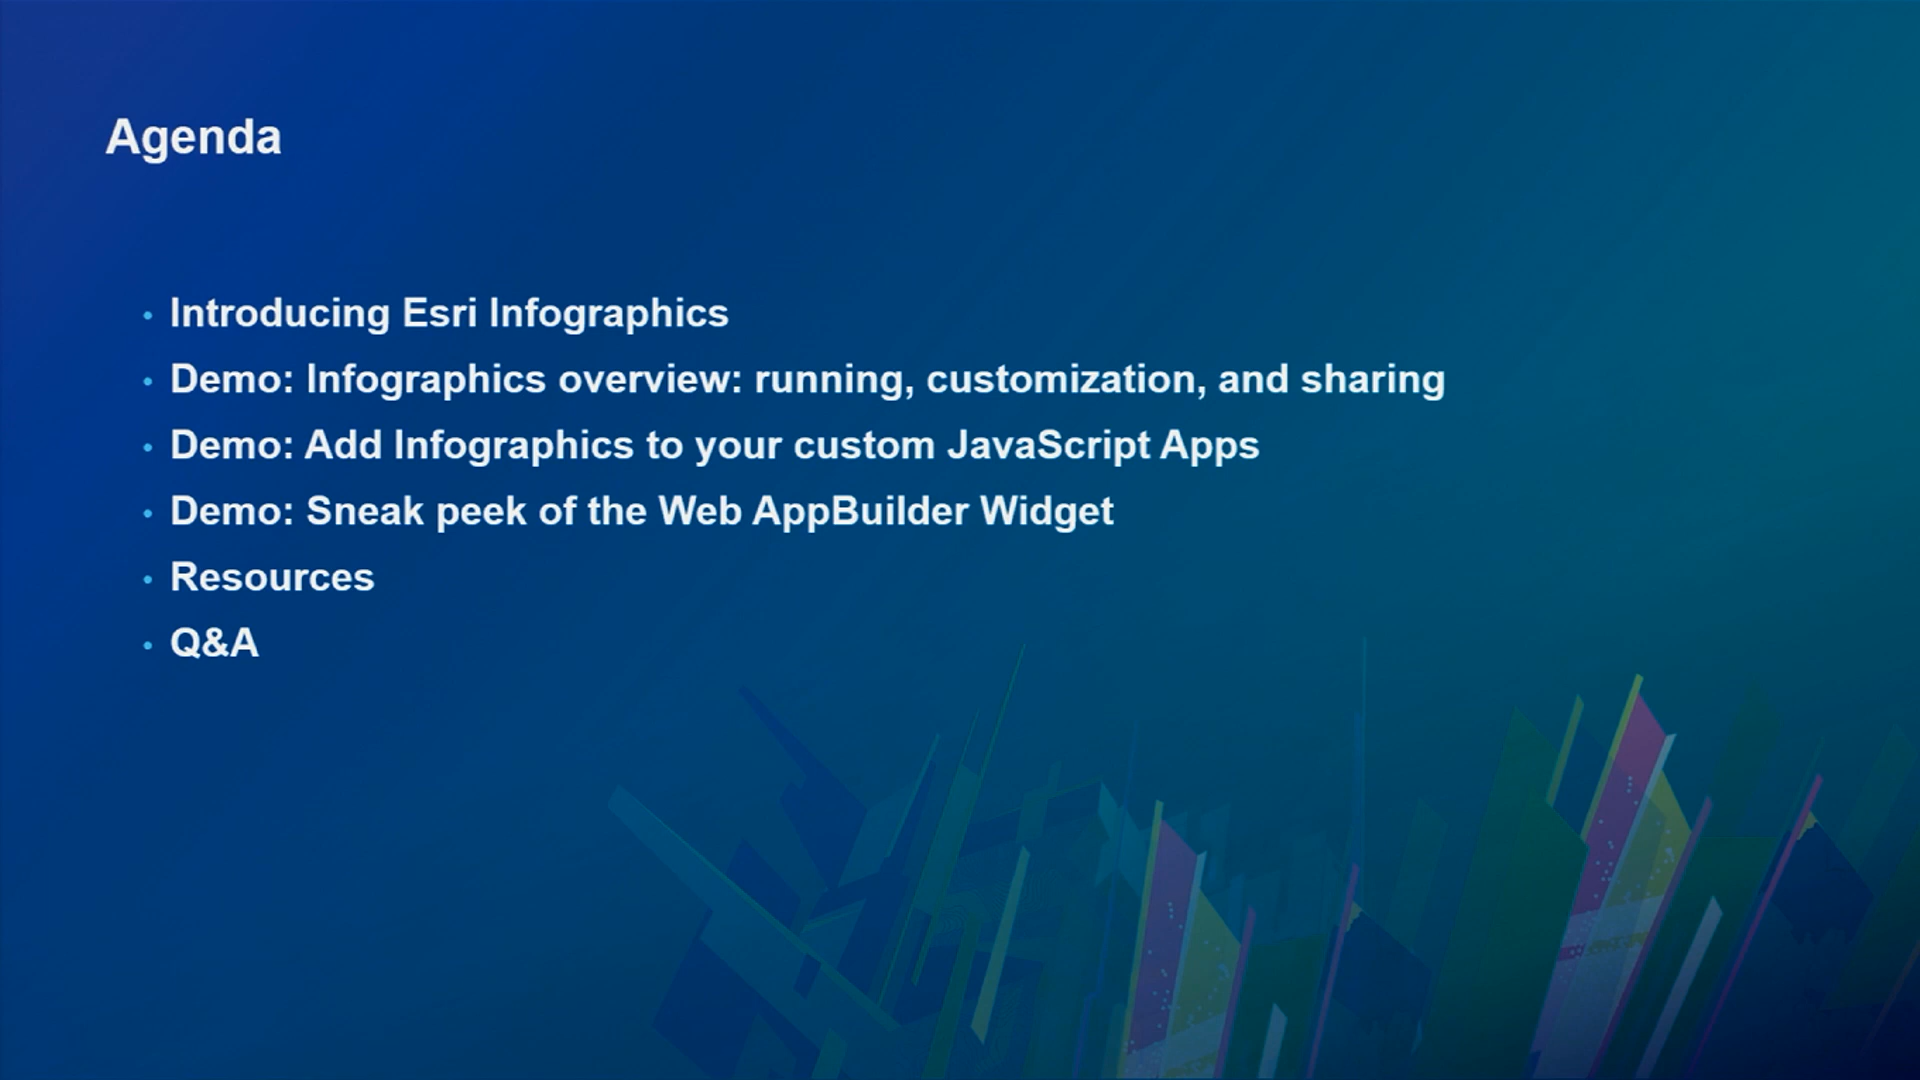 Agenda
• Introducing Esri Infographics
• Demo: Infographics overview: running, customization, and sharing
• Demo: Add Infographics to your custom JavaScript Apps
• Demo: Sneak peek of the Web AppBuilder Widget
• Resources
• Q&A